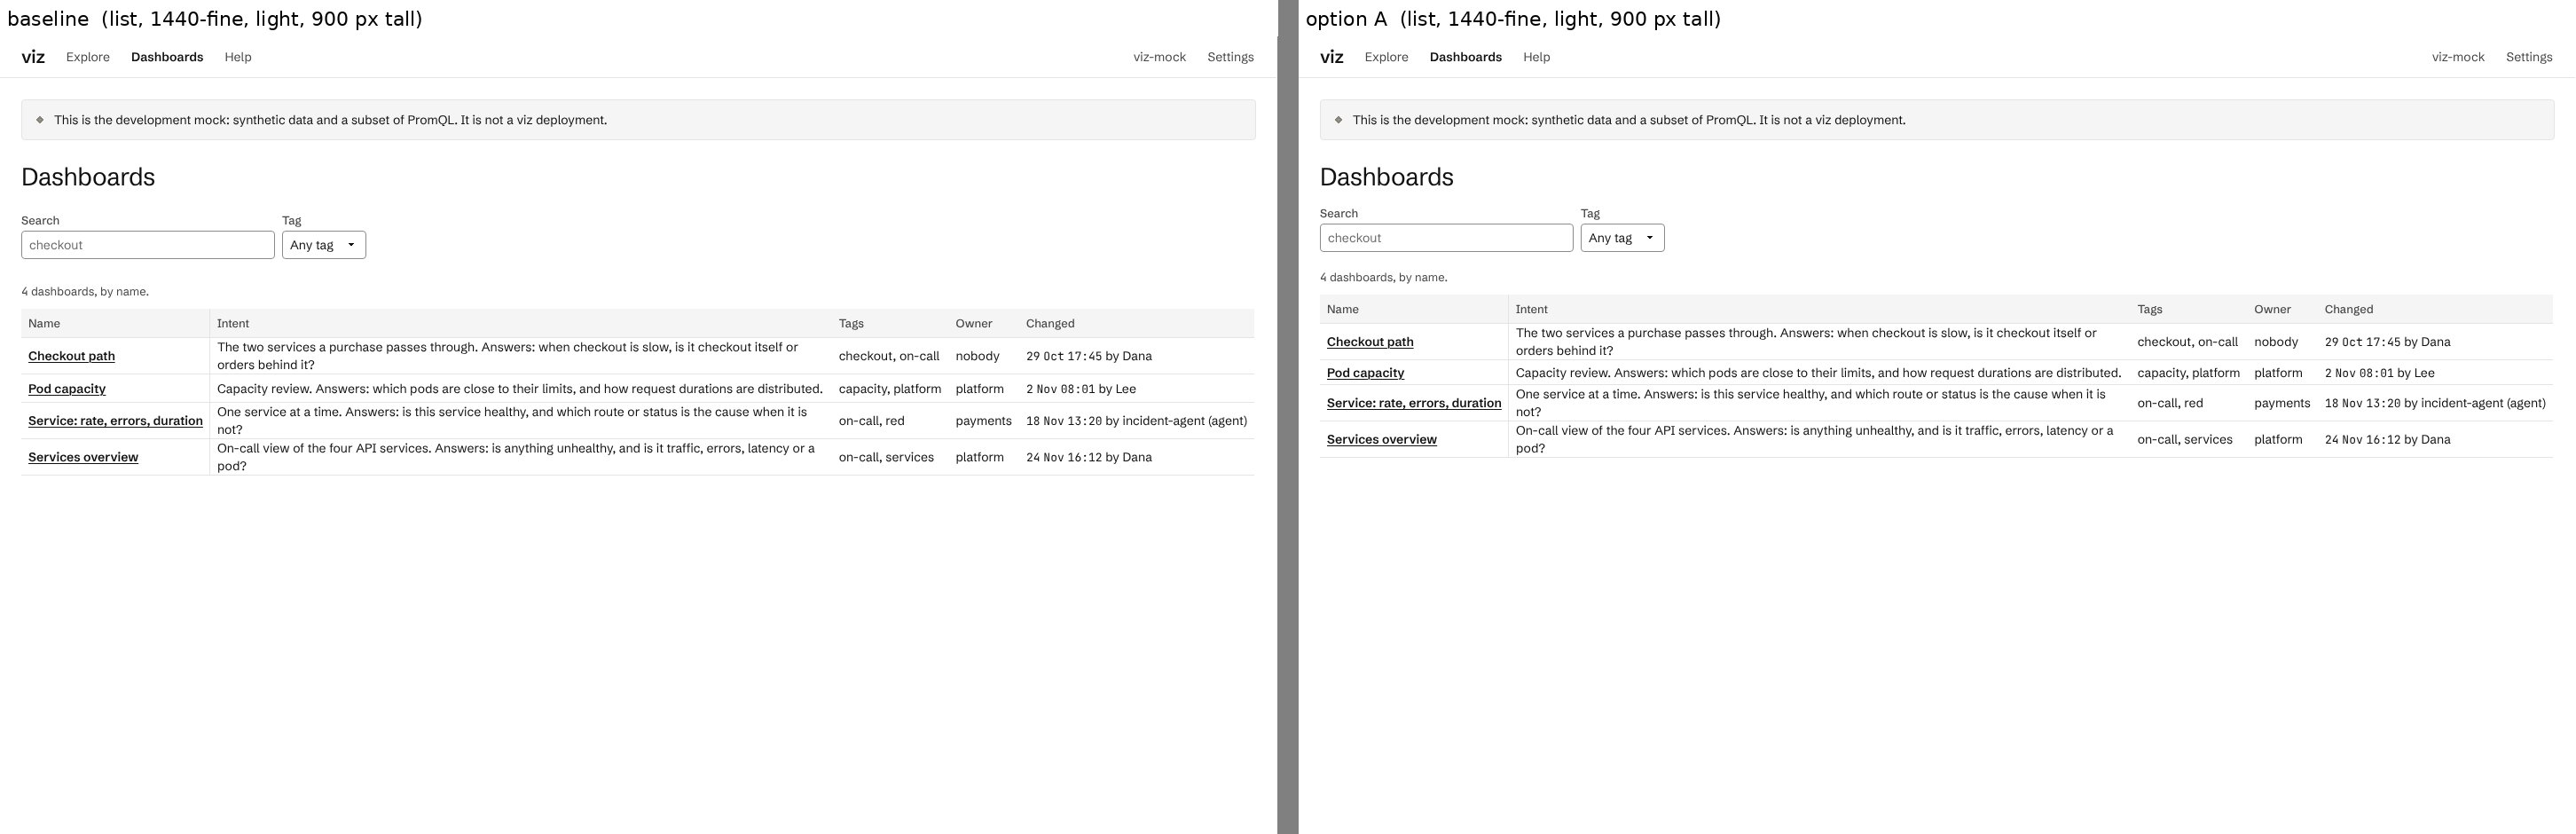 baseline  (list, 1440-fine, light, 900 px tall)
viz Explore Dashboards Help viz-mock Settings
This is the development mock: synthetic data and a subset of PromQL. It is not a viz deployment.
Dashboards
Search Tag
checkout Any tag
4 dashboards, by name.
Name Intent Tags Owner Changed
Checkout path The two services a purchase passes through. Answers: when checkout is slow, is it checkout itself or checkout, on-call nobody 29 Oct 17:45 by Dana
orders behind it?
Pod capacity Capacity review. Answers: which pods are close to their limits, and how request durations are distributed. capacity, platform platform 2 Nov 08:01 by Lee
Service: rate, errors, duration One service at a time. Answers: is this service healthy, and which route or status is the cause when it is on-call, red payments 18 Nov 13:20 by incident-agent (agent)
not?
Services overview On-call view of the four API services. Answers: is anything unhealthy, and is it traffic, errors, latency or a on-call, services platform 24 Nov 16:12 by Dana
pod?
option A  (list, 1440-fine, light, 900 px tall)
viz Explore Dashboards Help viz-mock Settings
This is the development mock: synthetic data and a subset of PromQL. It is not a viz deployment.
Dashboards
Search Tag
checkout Any tag
4 dashboards, by name.
Name Intent Tags Owner Changed
Checkout path The two services a purchase passes through. Answers: when checkout is slow, is it checkout itself or checkout, on-call nobody 29 Oct 17:45 by Dana
orders behind it?
Pod capacity Capacity review. Answers: which pods are close to their limits, and how request durations are distributed. capacity, platform platform 2 Nov 08:01 by Lee
Service: rate, errors, duration One service at a time. Answers: is this service healthy, and which route or status is the cause when it is on-call, red payments 18 Nov 13:20 by incident-agent (agent)
not?
Services overview On-call view of the four API services. Answers: is anything unhealthy, and is it traffic, errors, latency or a on-call, services platform 24 Nov 16:12 by Dana
pod?